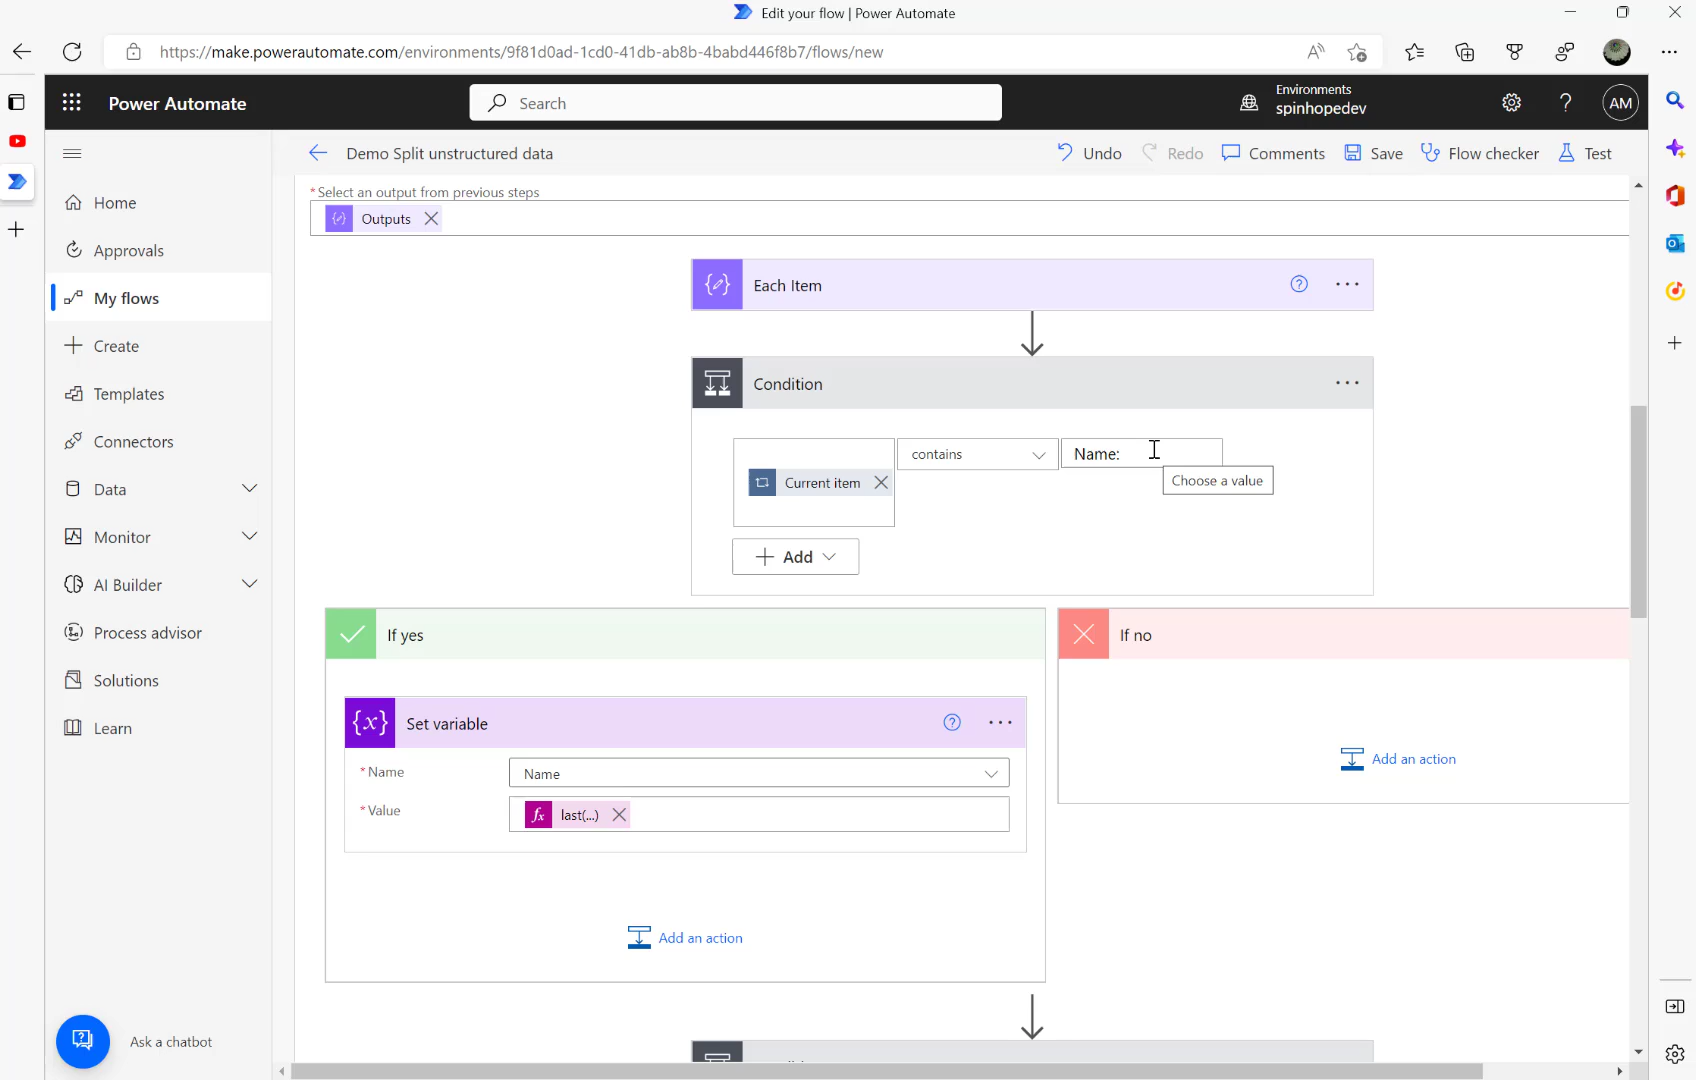 Edit your flow | Power Automate
https://make.powerautomate.com/environments/9f81d0ad-1cd0-41db-ab8b-4babd446f8b7/flows/new
Power Automate
Search
Environments
spinhopedev
AM
Demo Split unstructured data
Undo
Redo
Comments
Save
Flow checker
Test
Home
Approvals
My flows
Create
Templates
Connectors
Data
Monitor
AI Builder
Process advisor
Solutions
Learn
Ask a chatbot
* Select an output from previous steps
Outputs
Each Item
Condition
Current item
contains
Name:
Choose a value
Add
If yes
If no
Set variable
* Name
Name
* Value
last(...)
Add an action
Add an action